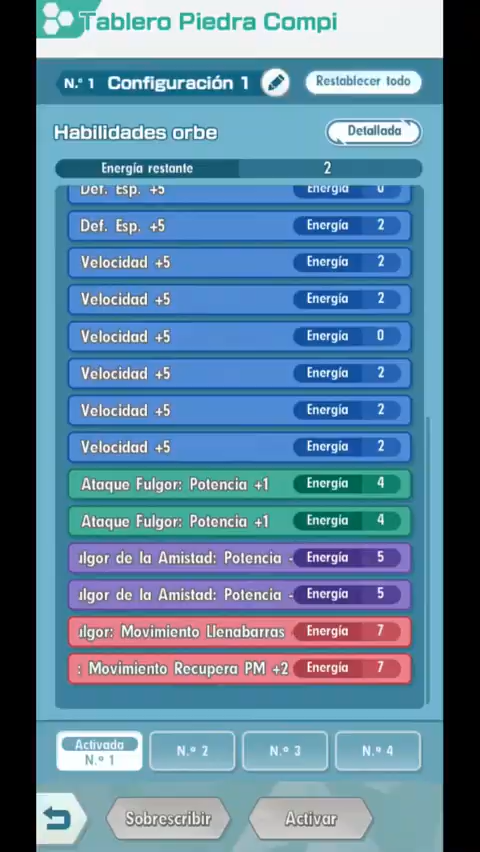 Tablero Piedra Compi
N.º 1 Configuración 1 Restablecer todo
Habilidades orbe Detallada
Energía restante 2
Def. Esp. +5 Energía 0
Def. Esp. +5 Energía 2
Velocidad +5 Energía 2
Velocidad +5 Energía 2
Velocidad +5 Energía 0
Velocidad +5 Energía 2
Velocidad +5 Energía 2
Velocidad +5 Energía 2
Ataque Fulgor: Potencia +1 Energía 4
Ataque Fulgor: Potencia +1 Energía 4
ulgor de la Amistad: Potencia - Energía 5
ulgor de la Amistad: Potencia - Energía 5
ulgor: Movimiento Llenabarras Energía 7
: Movimiento Recupera PM +2 Energía 7
Activada
N.º 1 N.º 2 N.º 3 N.º 4
Sobrescribir Activar